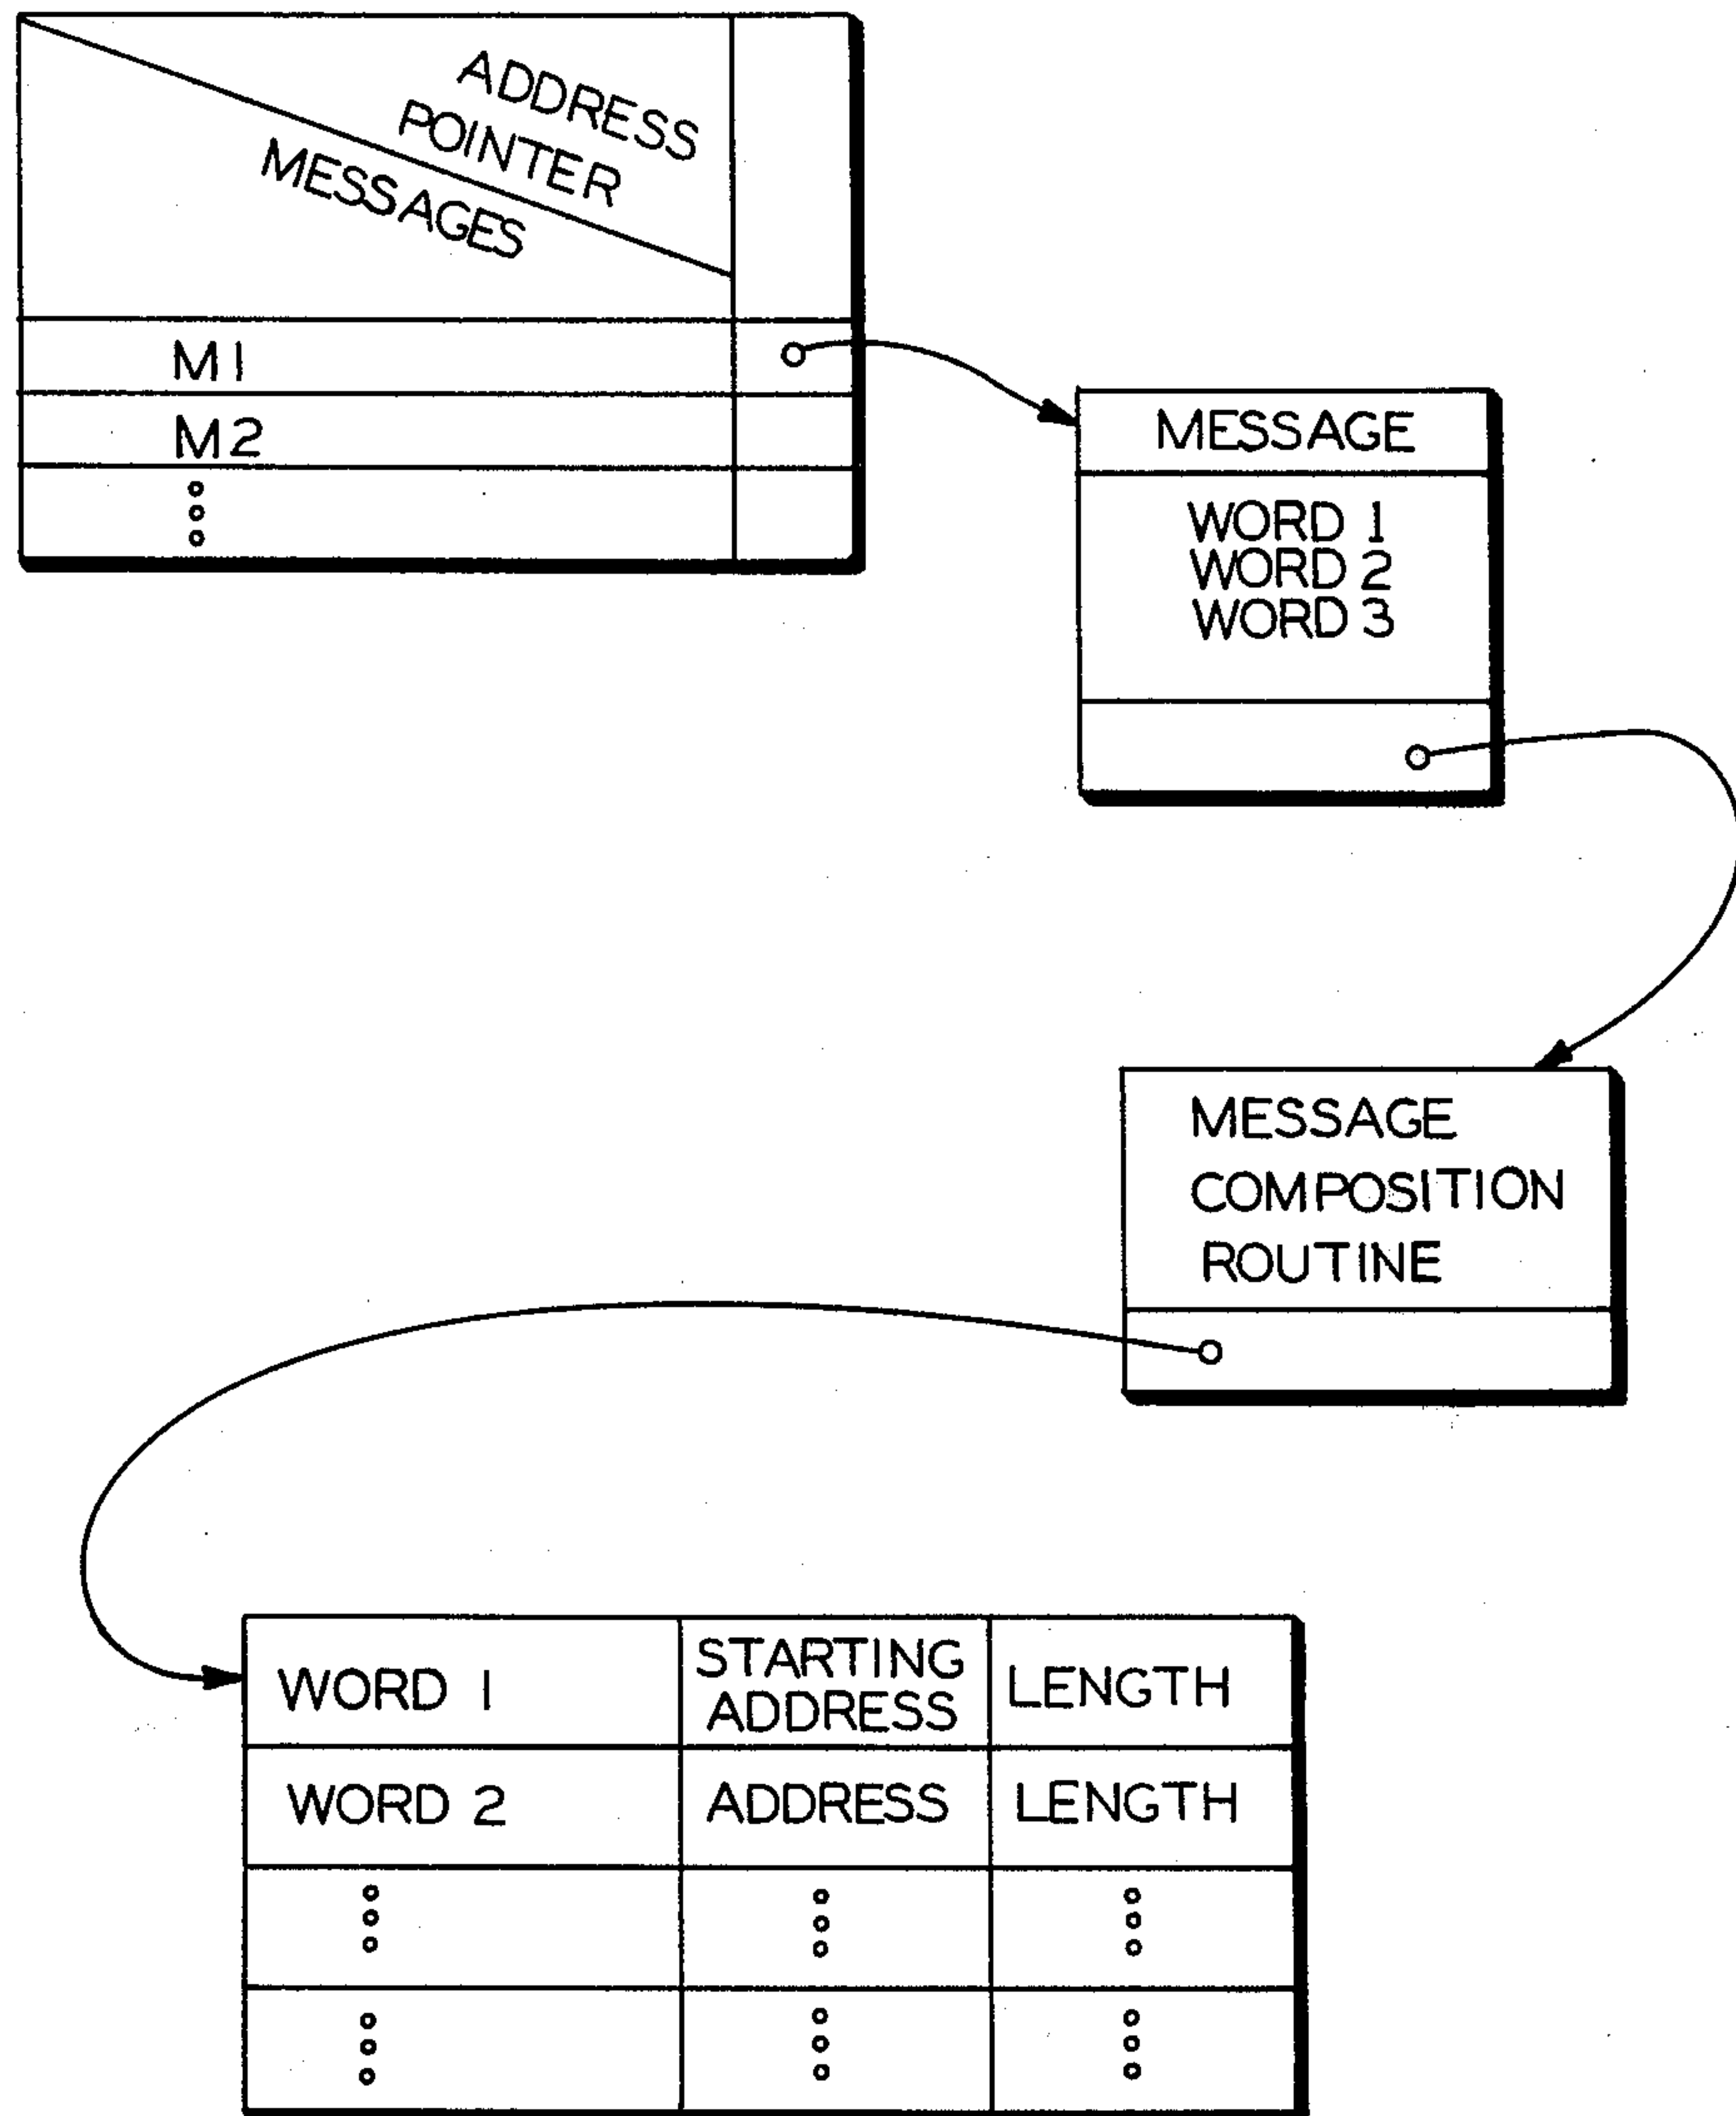 ADDRESS
POINTER
MESSAGES
M1
M2
MESSAGE
WORD 1
WORD 2
WORD 3
MESSAGE
COMPOSITION
ROUTINE
WORD 1
STARTING
ADDRESS
LENGTH
WORD 2
ADDRESS
LENGTH